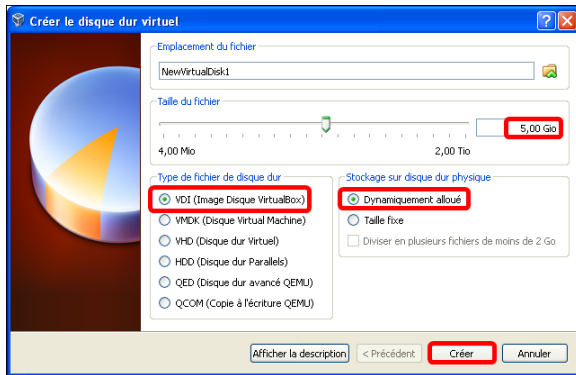 Créer le disque dur virtuel
Emplacement du fichier
NewVirtualDisk1
Taille du fichier
5,00 Gio
4,00 Mio 2,00 Tio
Type de fichier de disque dur
VDI (Image Disque VirtualBox)
VMDK (Disque Virtual Machine)
VHD (Disque dur Virtuel)
HDD (Disque dur Parallels)
QED (Disque dur avancé QEMU)
QCOM (Copie à l'écriture QEMU)
Stockage sur disque dur physique
Dynamiquement alloué
Taille fixe
Diviser en plusieurs fichiers de moins de 2 Go
Afficher la description < Précédent Créer Annuler